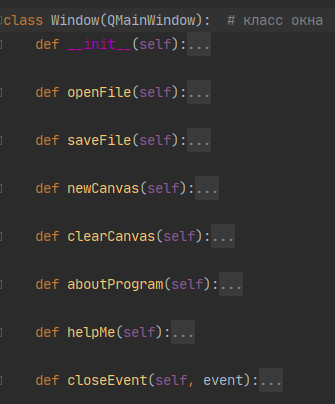 class Window(QMainWindow):  # класс окна
def __init__(self):...
def openFile(self):...
def saveFile(self):...
def newCanvas(self):...
def clearCanvas(self):...
def aboutProgram(self):...
def helpMe(self):...
def closeEvent(self, event):...